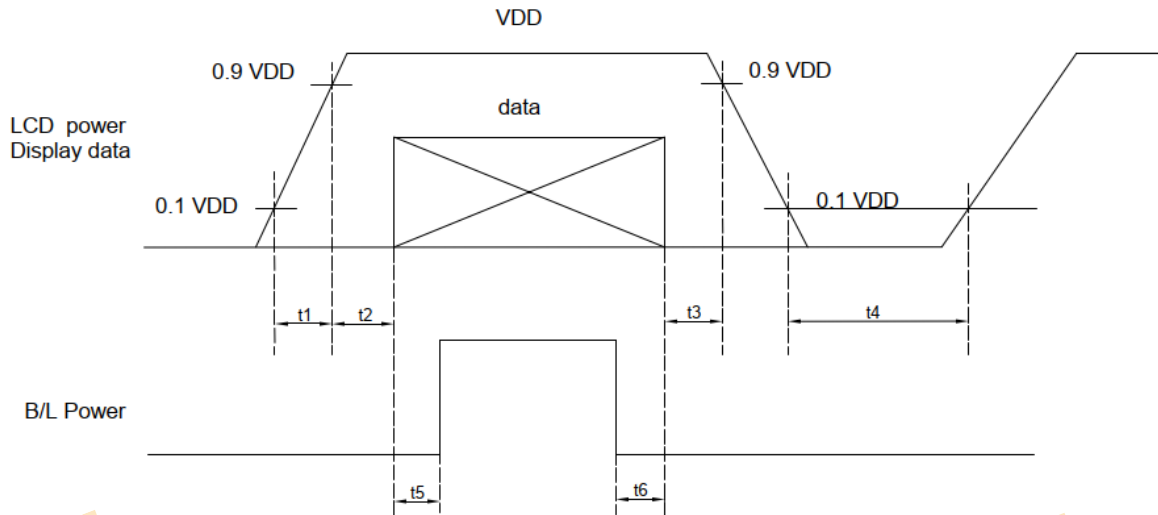 VDD
0.9 VDD
0.9 VDD
data
LCD power
Display data
0.1 VDD
0.1 VDD
t1
t2
t3
t4
B/L Power
t5
t6